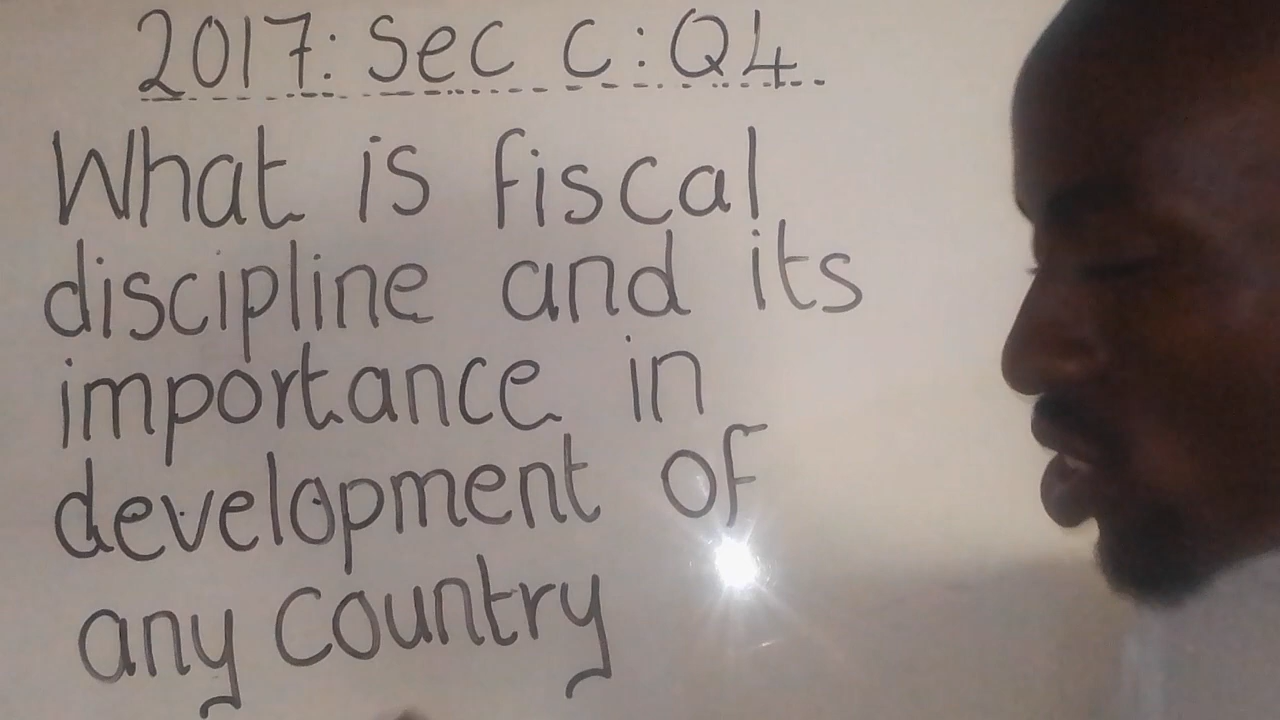 2017: Sec C: Q4
What is fiscal
discipline and its
importance in
development of
any country